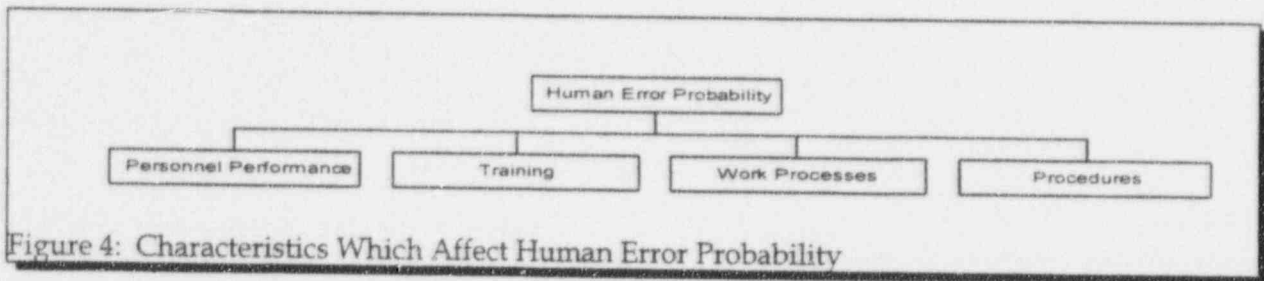 Human Error Probability
Personnel Performance Training Work Processes Procedures
Figure 4: Characteristics Which Affect Human Error Probability